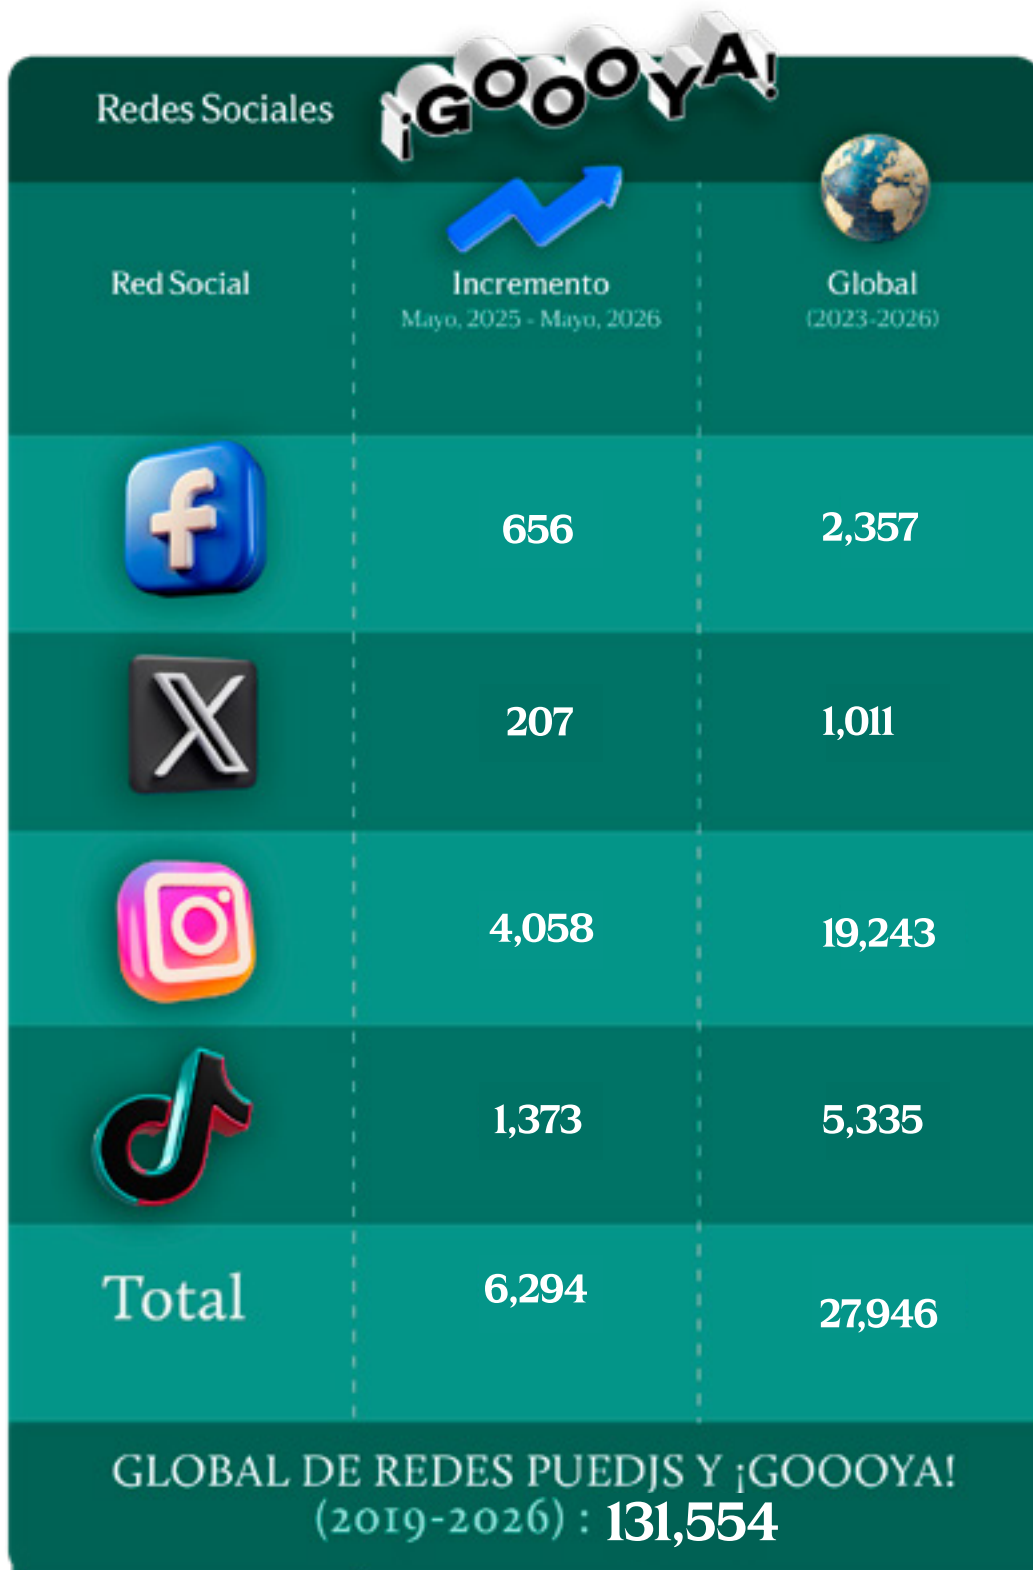 Redes Sociales
¡GOOOYA!
Red Social
Incremento
Mayo, 2025 - Mayo, 2026
Global
(2023-2026)
656
2,357
207
1,011
4,058
19,243
1,373
5,335
Total
6,294
27,946
GLOBAL DE REDES PUEDJS Y ¡GOOOYA!
(2019-2026) : 131,554